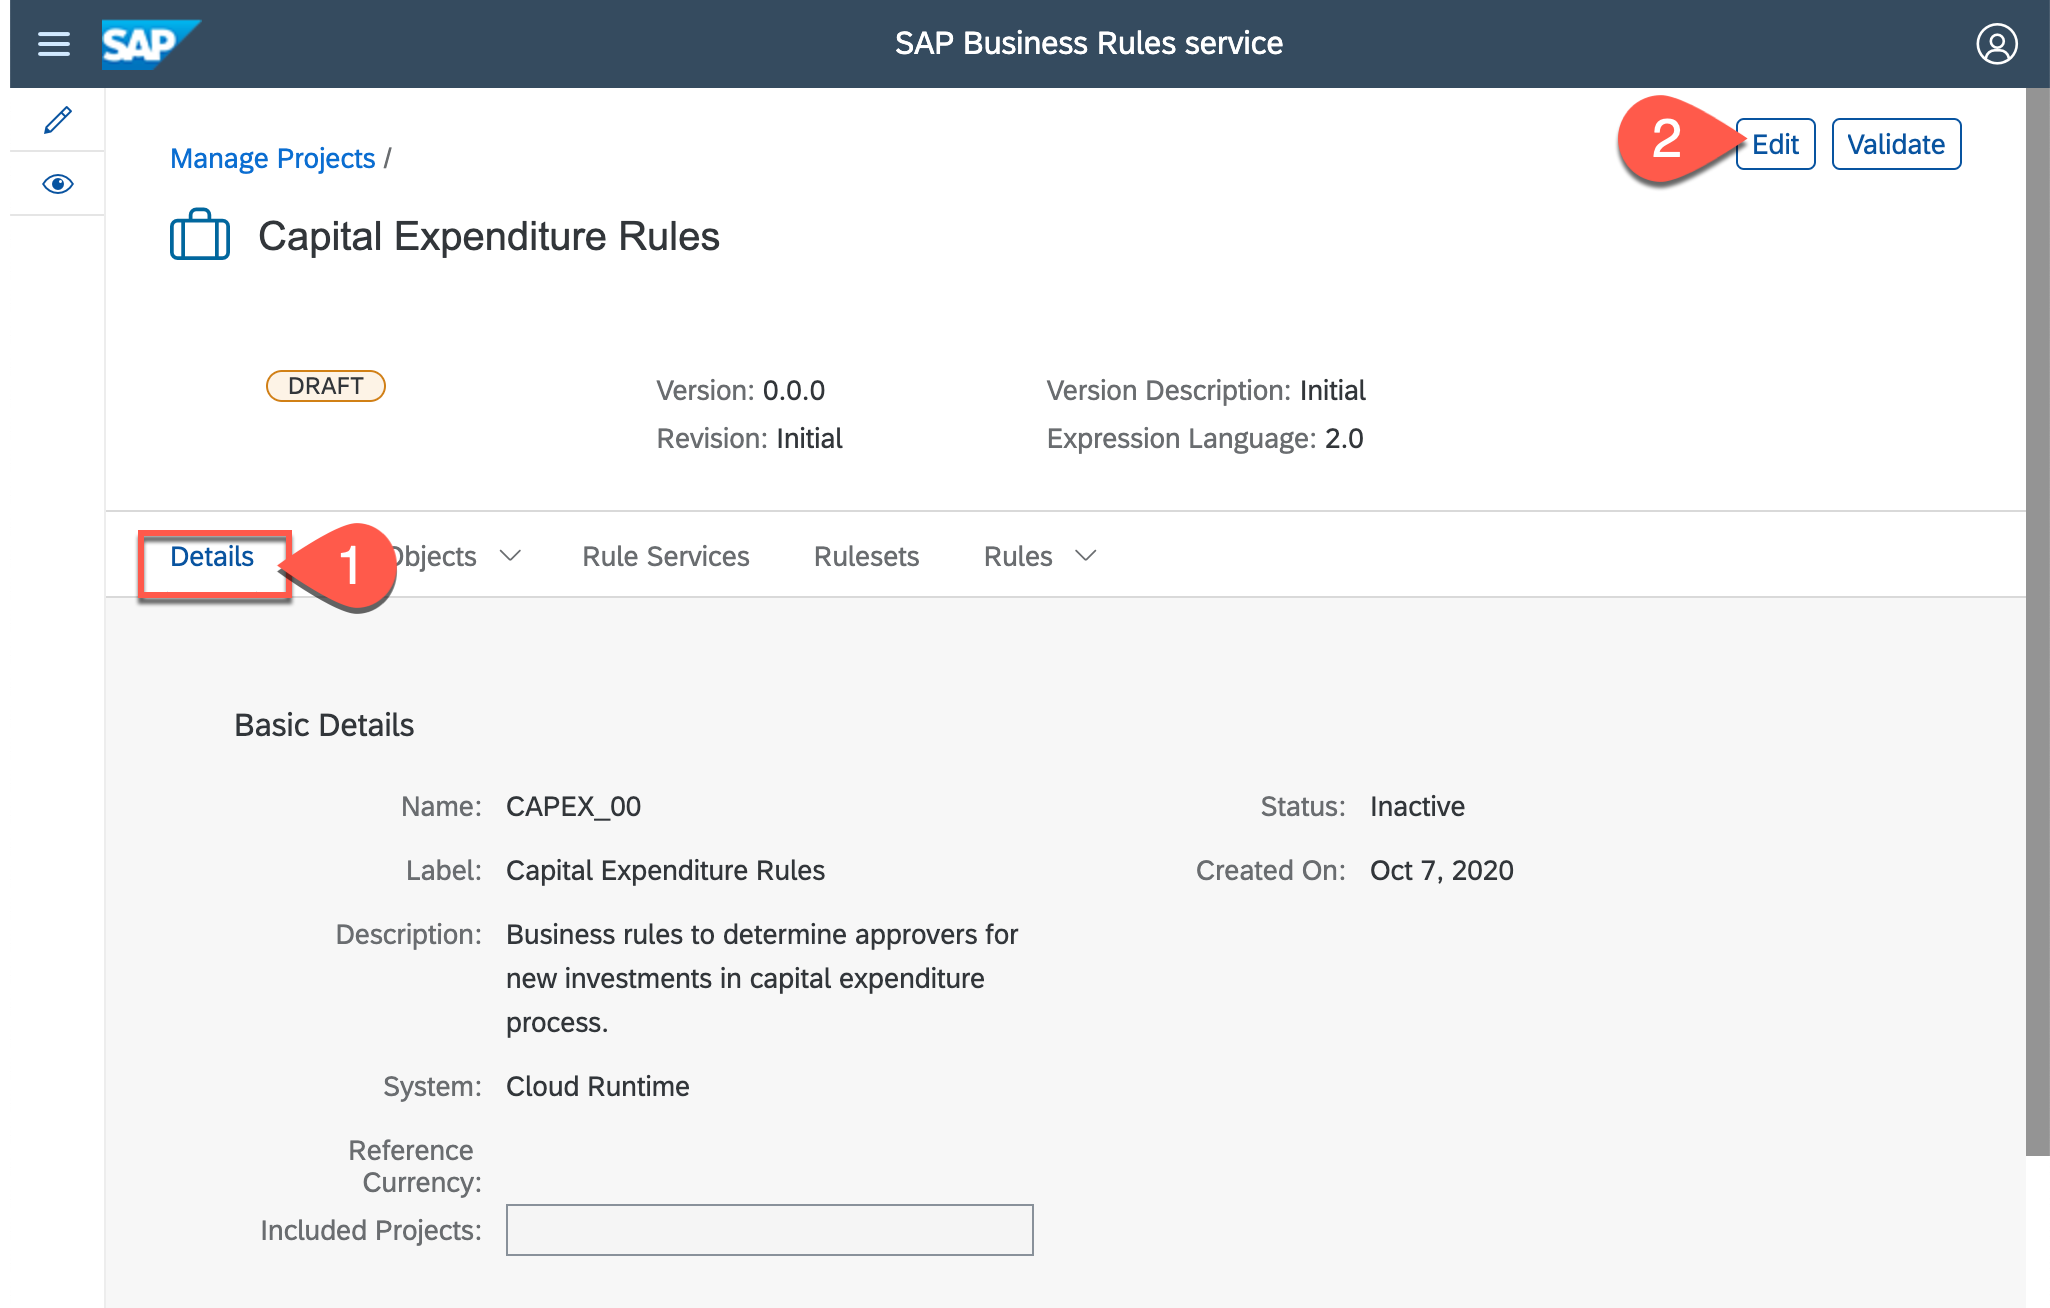 SAP
SAP Business Rules service
2
Edit
Validate
Manage Projects /
Capital Expenditure Rules
DRAFT
Version: 0.0.0
Version Description: Initial
Revision: Initial
Expression Language: 2.0
Details
1
Objects
Rule Services
Rulesets
Rules
Basic Details
Name: CAPEX_00
Status: Inactive
Label: Capital Expenditure Rules
Created On: Oct 7, 2020
Description: Business rules to determine approvers for
new investments in capital expenditure
process.
System: Cloud Runtime
Reference
Currency:
Included Projects: